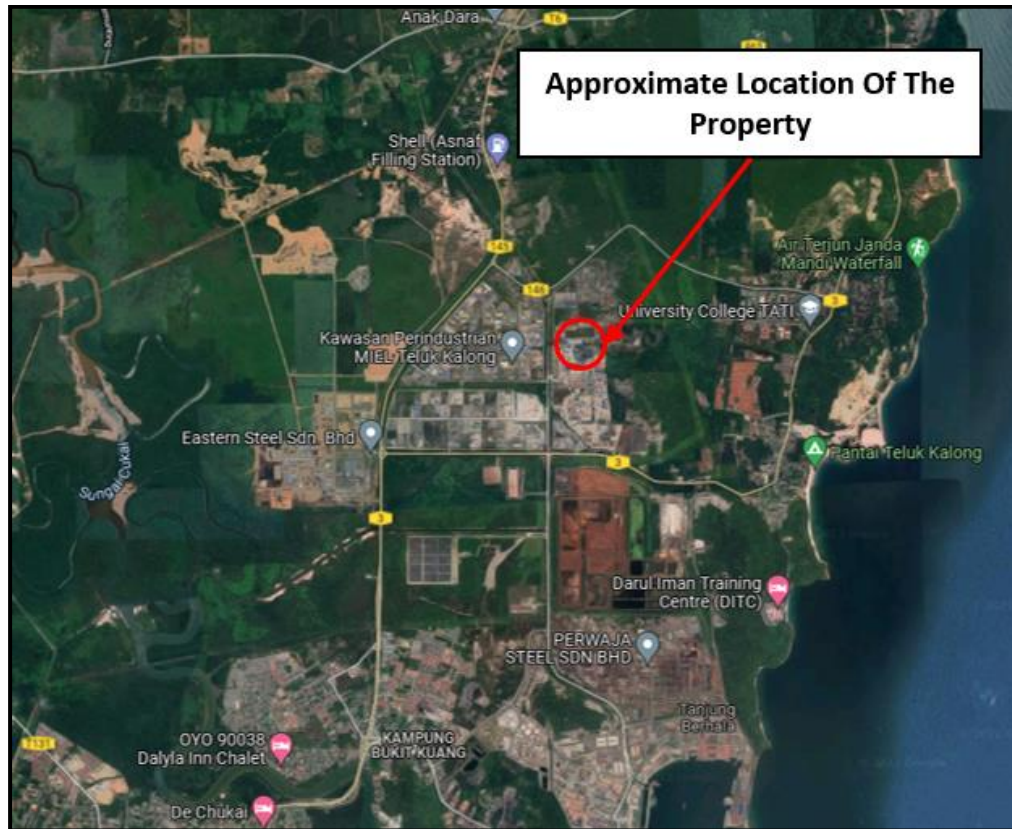 Anak Dara
T6
Approximate Location Of The
Property
Shell (Asnaf
Filling Station)
145
Air Terjun Janda
Mandi Waterfall
146
University College TATI
3
Kawasan Perindustrian
MIEL Teluk Kalong
Eastern Steel Sdn. Bhd
Pantai Teluk Kalong
3
Sungai Cukai
3
Darul Iman Training
Centre (DITC)
PERWAJA
STEEL SDN BHD
Tanjung
Berhala
OYO 90038
Dalyla Inn Chalet
KAMPUNG
BUKIT KUANG
T131
De Chukai